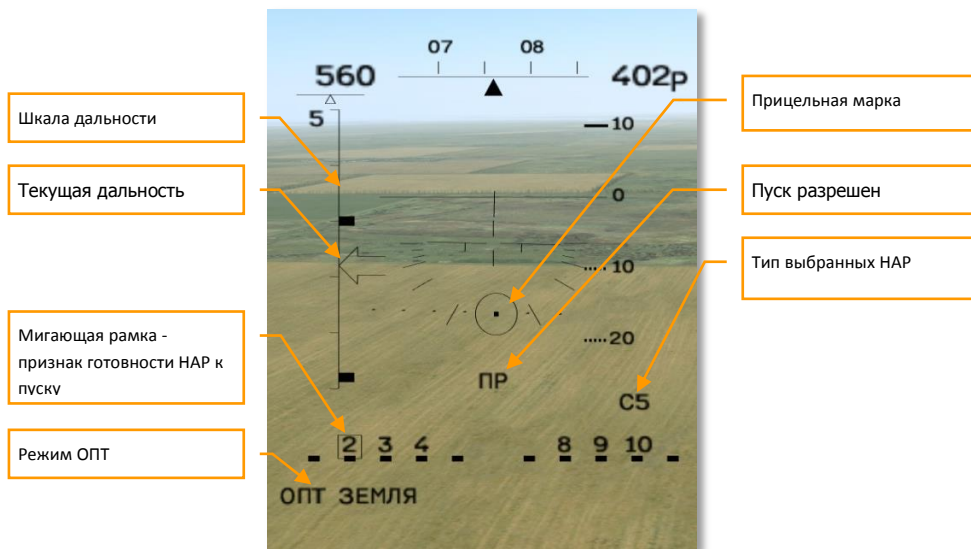 07 08
560
402р
5
10
0
10
20
ПР
С5
2 3 4 8 9 10
ОПТ ЗЕМЛЯ
Шкала дальности
Текущая дальность
Мигающая рамка -
признак готовности НАР к
пуску
Режим ОПТ
Прицельная марка
Пуск разрешен
Тип выбранных НАР